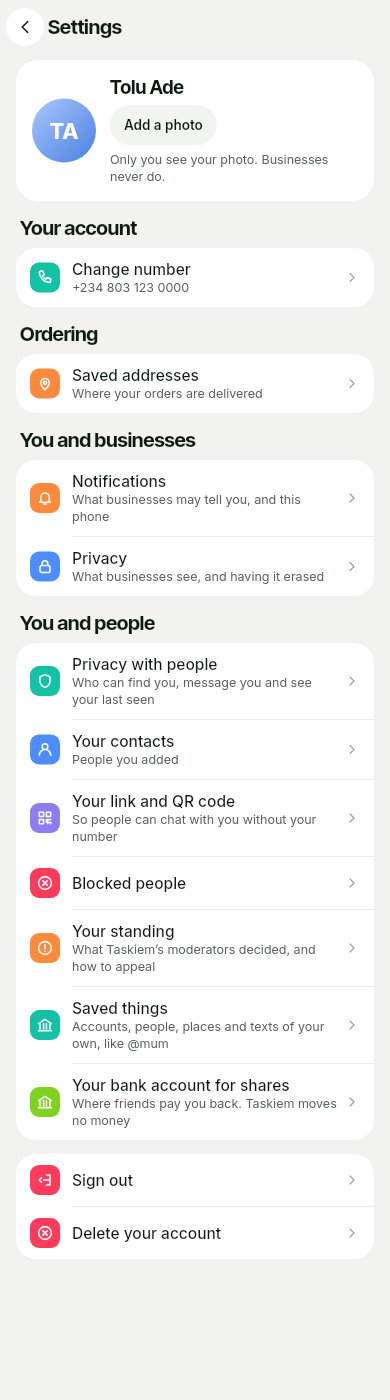 Settings
TA
Tolu Ade
Add a photo
Only you see your photo. Businesses
never do.
Your account
Change number
+234 803 123 0000
Ordering
Saved addresses
Where your orders are delivered
You and businesses
Notifications
What businesses may tell you, and this
phone
Privacy
What businesses see, and having it erased
You and people
Privacy with people
Who can find you, message you and see
your last seen
Your contacts
People you added
Your link and QR code
So people can chat with you without your
number
Blocked people
Your standing
What Taskiem’s moderators decided, and
how to appeal
Saved things
Accounts, people, places and texts of your
own, like @mum
Your bank account for shares
Where friends pay you back. Taskiem moves
no money
Sign out
Delete your account